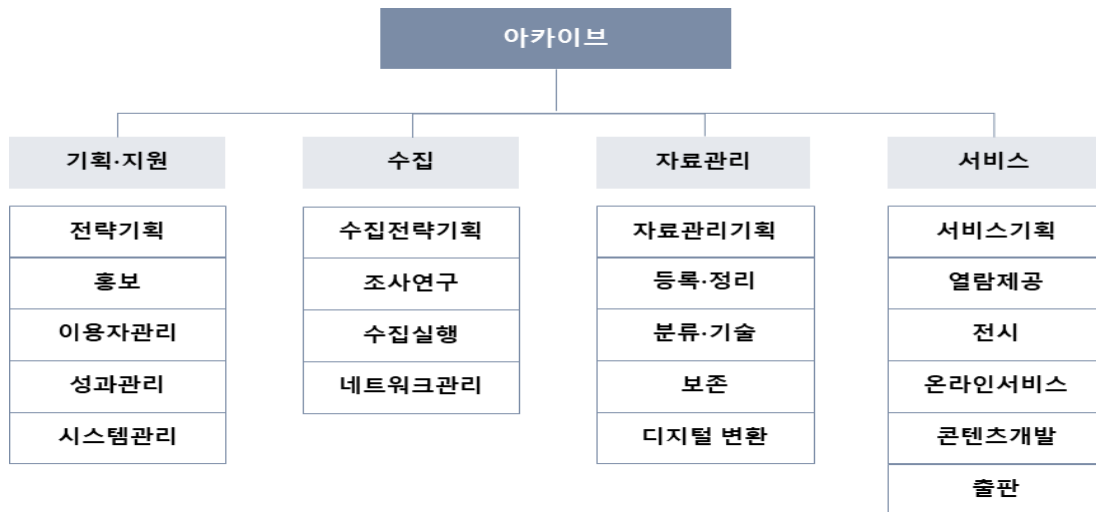 아카이브
기획·지원
전략기획
홍보
이용자관리
성과관리
시스템관리
수집
수집전략기획
조사연구
수집실행
네트워크관리
자료관리
자료관리기획
등록·정리
분류·기술
보존
디지털 변환
서비스
서비스기획
열람제공
전시
온라인서비스
콘텐츠개발
출판